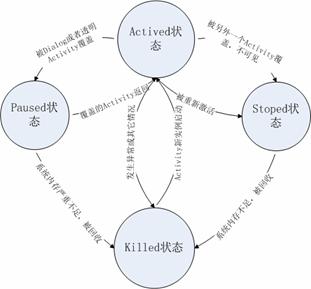 Actived状
态
被Dialog或者透明
Activity覆盖
被另外一个Activity覆
盖，不可见
Paused状
态
覆盖的Activity返回
被重新激活
Stoped状
态
发生异常或其它情况
Activity新实例启动
系统内存严重不足，被回收
系统内存不足，被回收
Killed状态